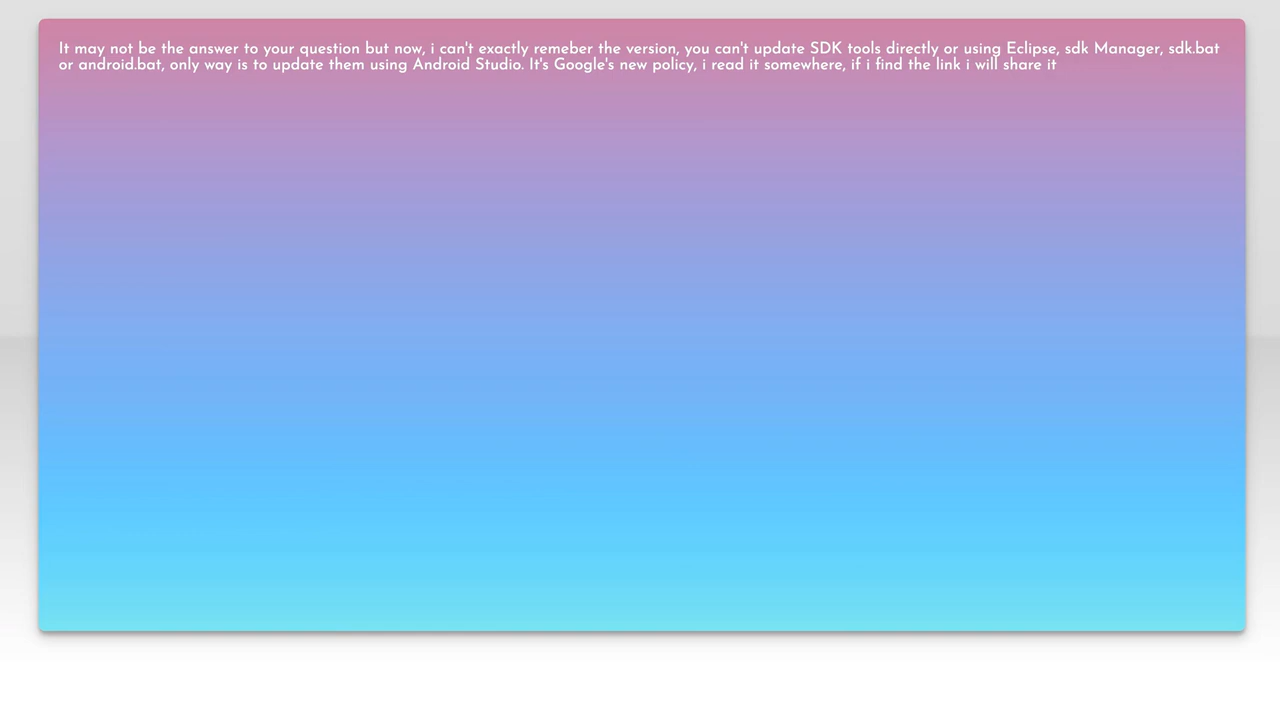 It may not be the answer to your question but now, i can't exactly remeber the version, you can't update SDK tools directly or using Eclipse, sdk Manager, sdk.bat
or android.bat, only way is to update them using Android Studio. It's Google's new policy, i read it somewhere, if i find the link i will share it